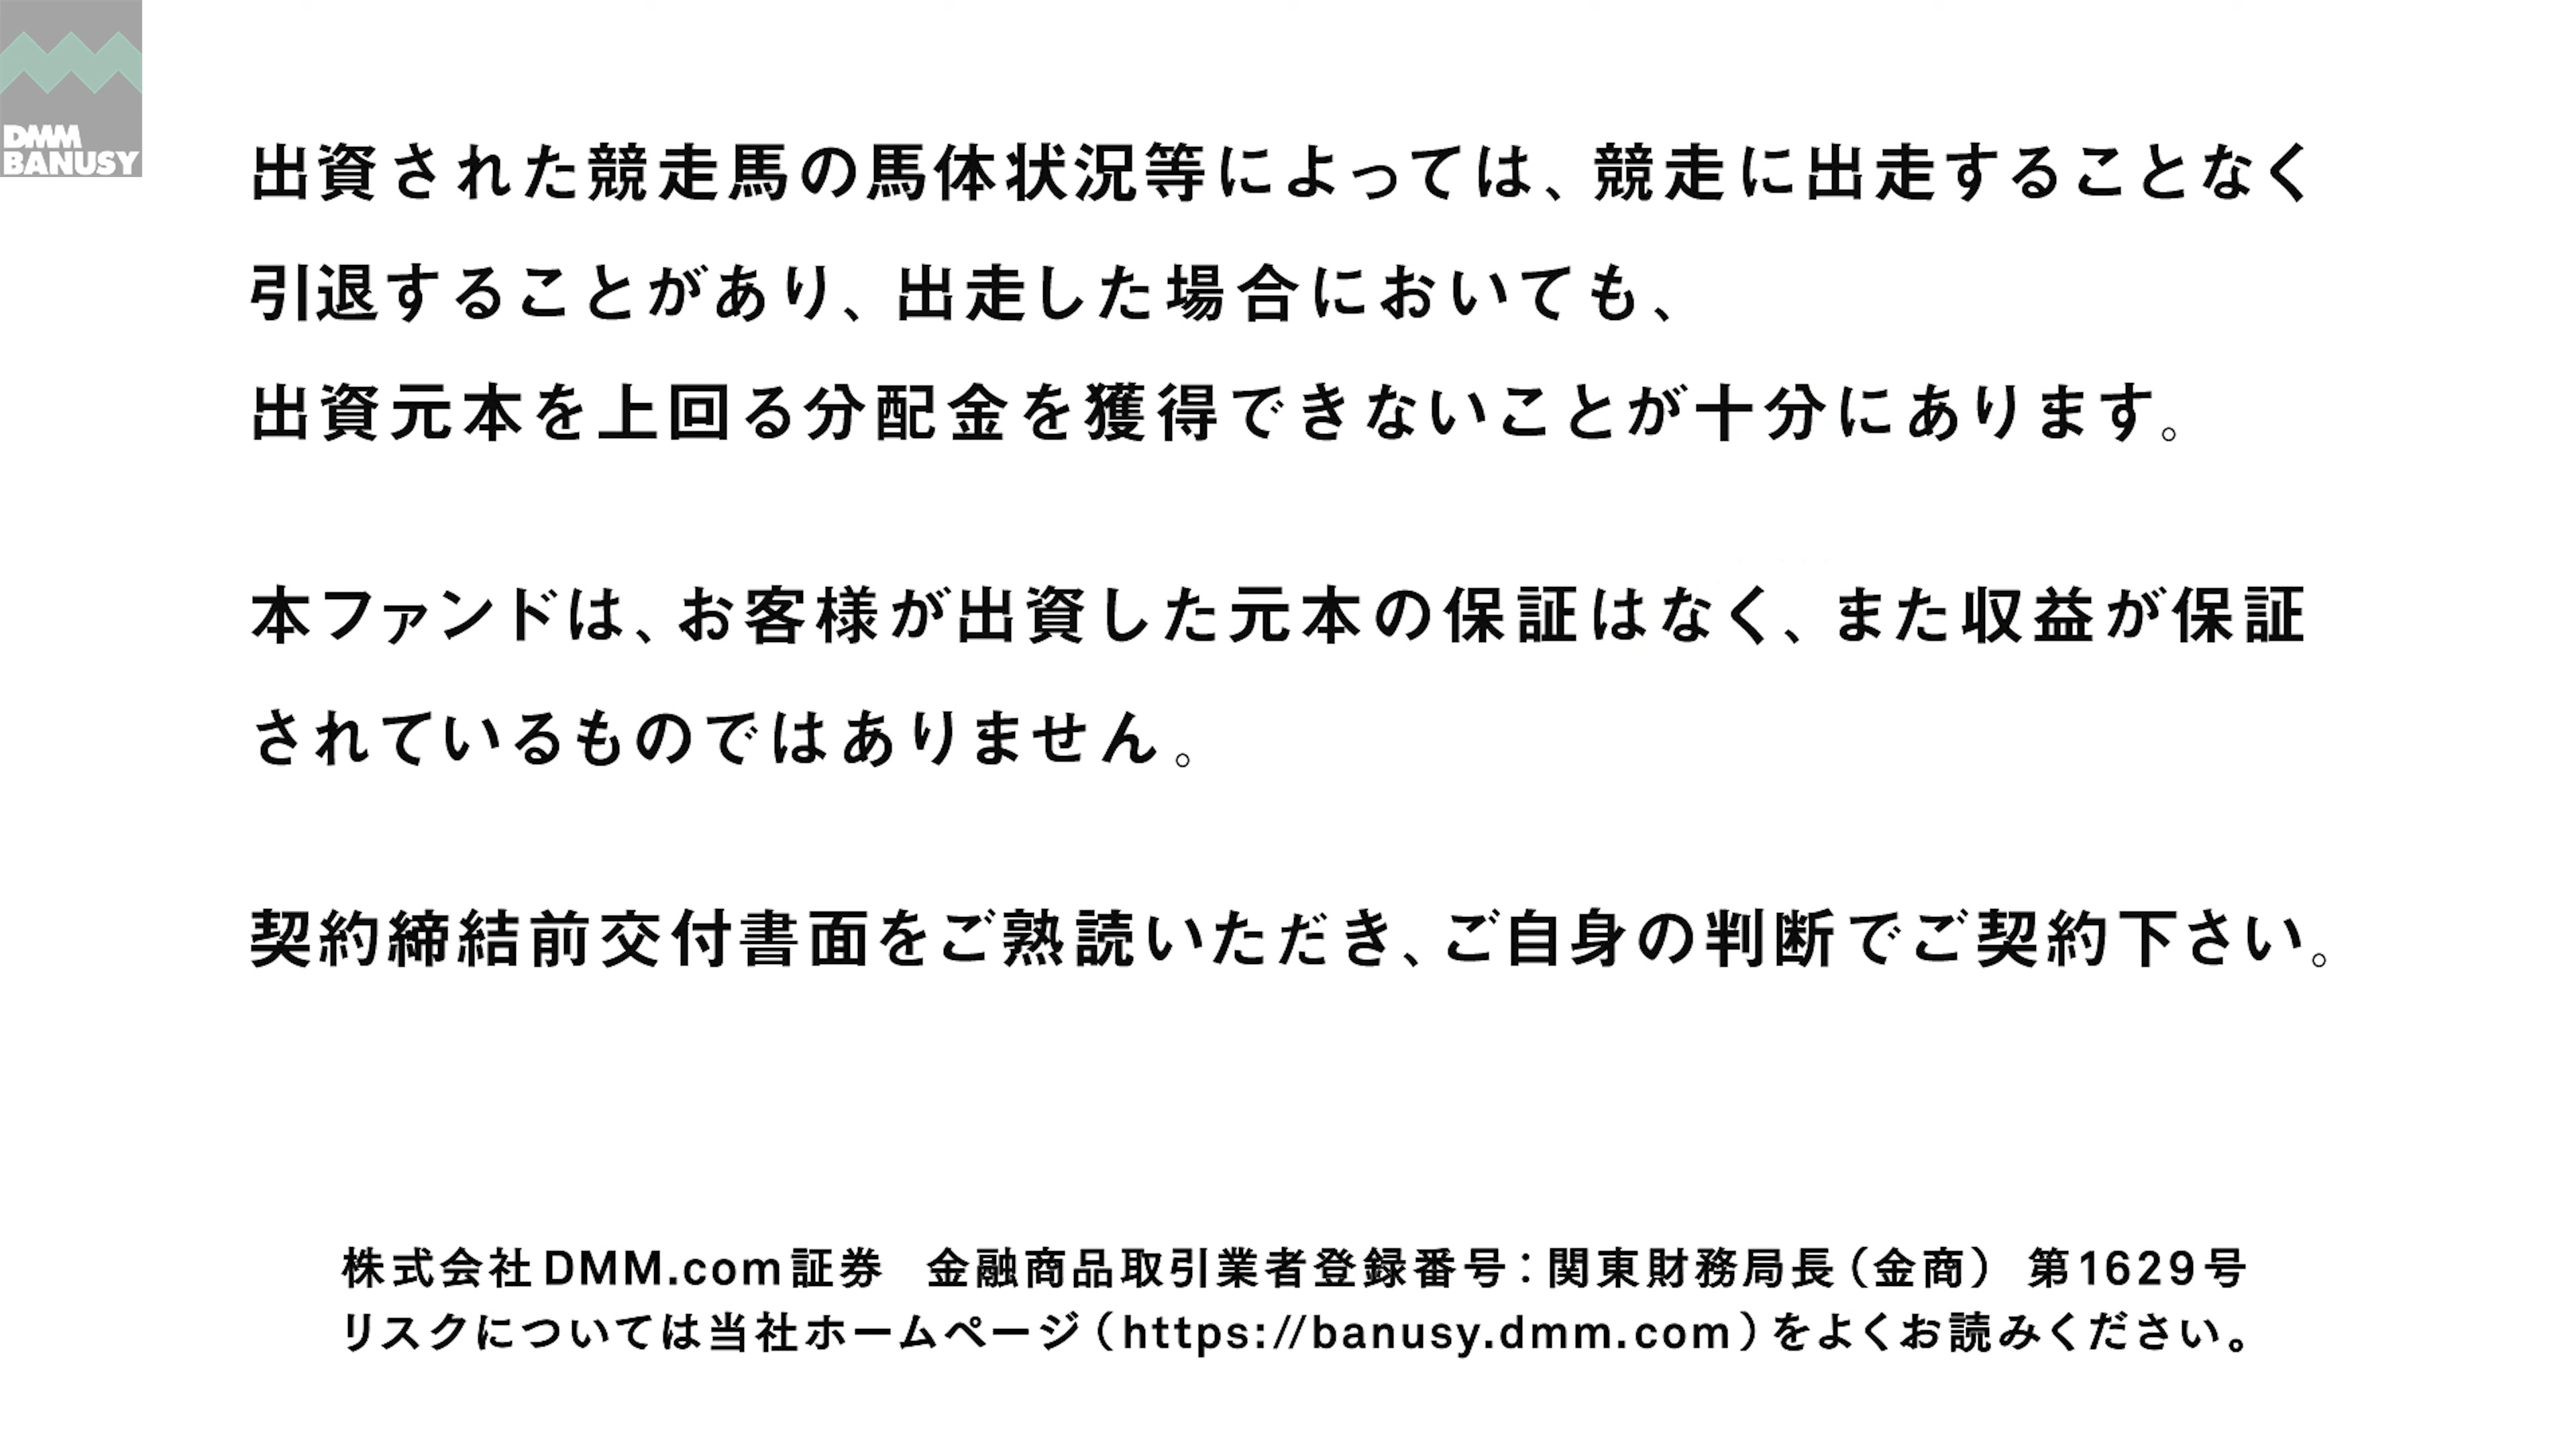 DMM
BANUSY
出資された競走馬の馬体状況等によっては、競走に出走することなく
引退することがあり、出走した場合においても、
出資元本を上回る分配金を獲得できないことが十分にあります。
本ファンドは、お客様が出資した元本の保証はなく、また収益が保証
されているものではありません。
契約締結前交付書面をご熟読いただき、ご自身の判断でご契約下さい。
株式会社DMM.com証券　金融商品取引業者登録番号：関東財務局長（金商）　第1629号
リスクについては当社ホームページ（https://banusy.dmm.com）をよくお読みください。